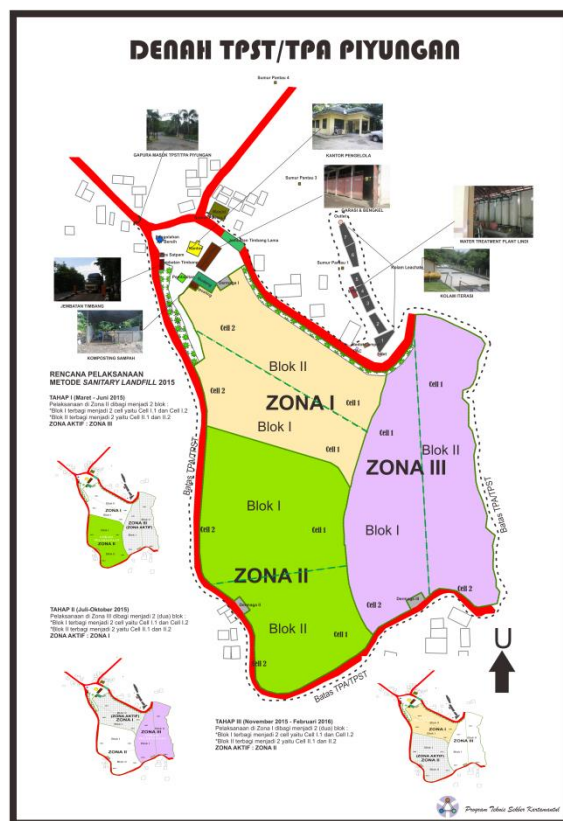 DENAH TPST/TPA PIYUNGAN
Sumur Pantau 4
GAPURA MASUK TPST/TPA PIYUNGAN
KANTOR PENGELOLA
Sumur Pantau 3
GARASI & BENGKEL
WATER TREATMENT PLANT LINDI
Jembatan Timbang Lama
Sumur Pantau 1
Kolam Leachate
KOLAM ITERASI
JEMBATAN TIMBANG
KOMPOSTING SAMPAH
Cell 2
Blok II
Cell 2
ZONA I
Cell 1
Blok I
Cell 1
Cell 1
Blok II
ZONA III
Blok I
Cell 2
Cell 2
Blok I
Cell 1
ZONA II
Blok II
Cell 1
Cell 2
Dermaga II
Dermaga III
Batas TPA/TPST
Batas TPA/TPST
Batas TPA/TPST
U
RENCANA PELAKSANAAN
METODE SANITARY LANDFILL 2015
TAHAP I (Maret - Juni 2015)
Pelaksanaan di Zona II dibagi menjadi 2 blok :
*Blok I terbagi menjadi 2 cell yaitu Cell I.1 dan Cell I.2
*Blok II terbagi menjadi 2 yaitu Cell II.1 dan II.2
ZONA AKTIF : ZONA III
TAHAP II (Juli-Oktober 2015)
Pelaksanaan di Zona III dibagi menjadi 2 (dua) blok :
*Blok I terbagi menjadi 2 cell yaitu Cell I.1 dan Cell I.2
*Blok II terbagi menjadi 2 yaitu Cell II.1 dan II.2
ZONA AKTIF : ZONA I
TAHAP III (November 2015 - Februari 2016)
Pelaksanaan di Zona I dibagi menjadi 2 (dua) blok :
*Blok I terbagi menjadi 2 cell yaitu Cell I.1 dan Cell I.2
*Blok II terbagi menjadi 2 yaitu Cell II.1 dan II.2
ZONA AKTIF : ZONA II
Program Teknis Sekber Kartamantul